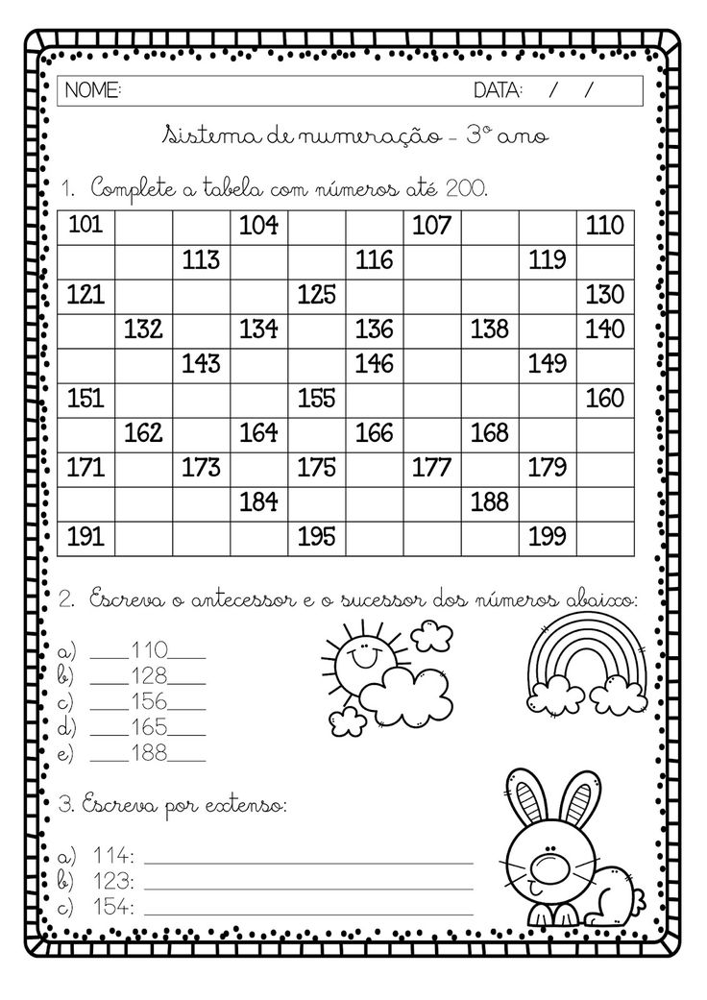 NOME: DATA: / /
Sistema de numeração - 3º ano
1. Complete a tabela com números até 200.
101 104 107 110
113 116 119
121 125 130
132 134 136 138 140
143 146 149
151 155 160
162 164 166 168
171 173 175 177 179
184 188
191 195 199
2. Escreva o antecessor e o sucessor dos números abaixo:
a) ____110____
b) ____128____
c) ____156____
d) ____165____
e) ____188____
3. Escreva por extenso:
a) 114: ____________________
b) 123: ____________________
c) 154: ____________________